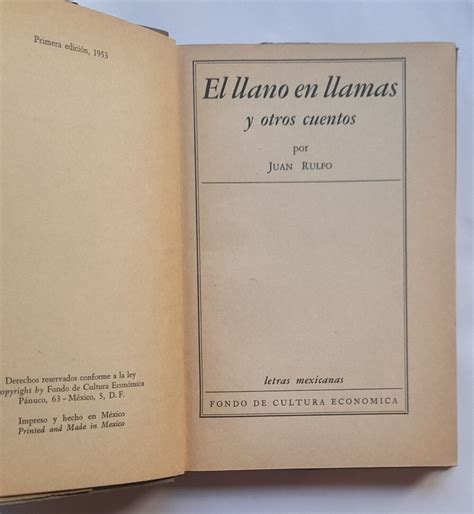 Primera edición, 1953
Derechos reservados conforme a la ley
opyright by Fondo de Cultura Económica
Pánuco, 63 – México, 5, D. F.
Impreso y hecho en México
Printed and Made in Mexico
El llano en llamas
y otros cuentos
por
JUAN RULFO
letras mexicanas
FONDO DE CULTURA ECONOMICA